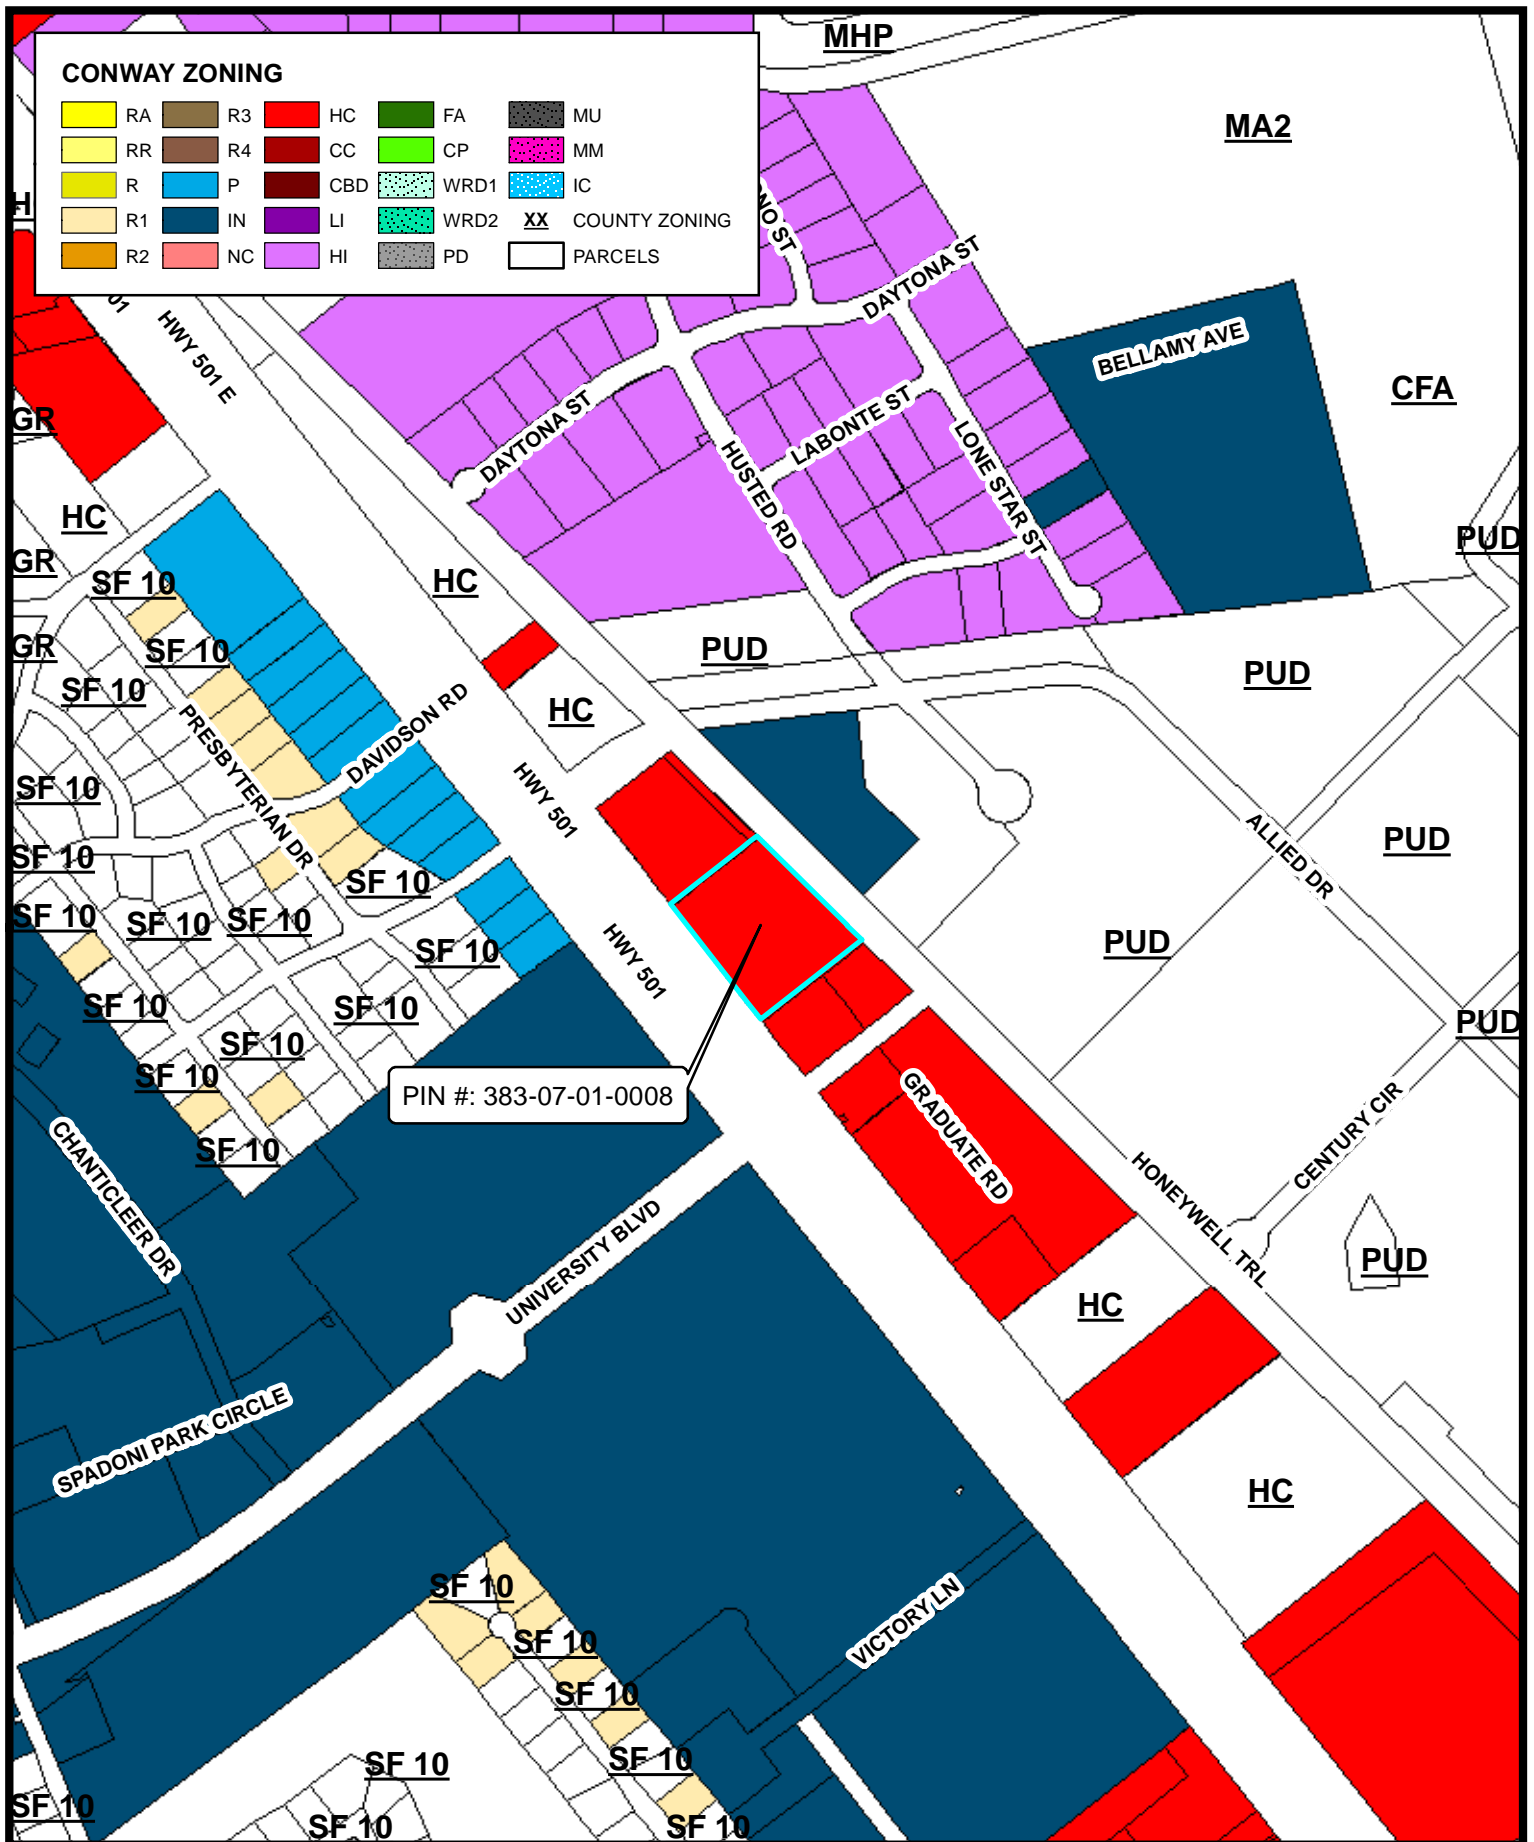 MHP
CONWAY ZONING
RA R3 HC FA MU
RR R4 CC CP MM
R P CBD WRD1 IC
R1 IN LI WRD2 XX COUNTY ZONING
R2 NC HI PD PARCELS
MA2
DAYTONA ST
HWY 501 E
BELLAMY AVE
CFA
GR
DAYTONA ST
LABONTE ST
HUSTED RD
LONE STAR ST
HC
PUD
GR
SF 10
HC
GR
SF 10
PUD
PUD
SF 10
HC
PRESBYTERIAN DR
DAVIDSON RD
SF 10
HWY 501
ALLIED DR
PUD
SF 10
SF 10
SF 10
SF 10
SF 10
SF 10
PUD
HWY 501
SF 10
SF 10
PUD
SF 10
SF 10
PIN #: 383-07-01-0008
GRADUATE RD
SF 10
CHANTICLEER DR
CENTURY CIR
HONEYWELL TRL
UNIVERSITY BLVD
PUD
HC
SPADONI PARK CIRCLE
HC
SF 10
VICTORY LN
SF 10
SF 10
SF 10
SF 10
SF 10
SF 10
SF 10